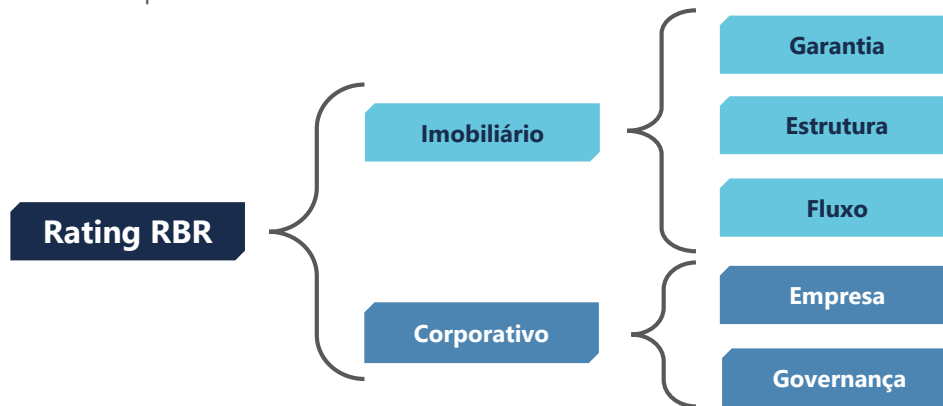 Garantia
Imobiliário
Estrutura
Fluxo
Rating RBR
Empresa
Corporativo
Governança